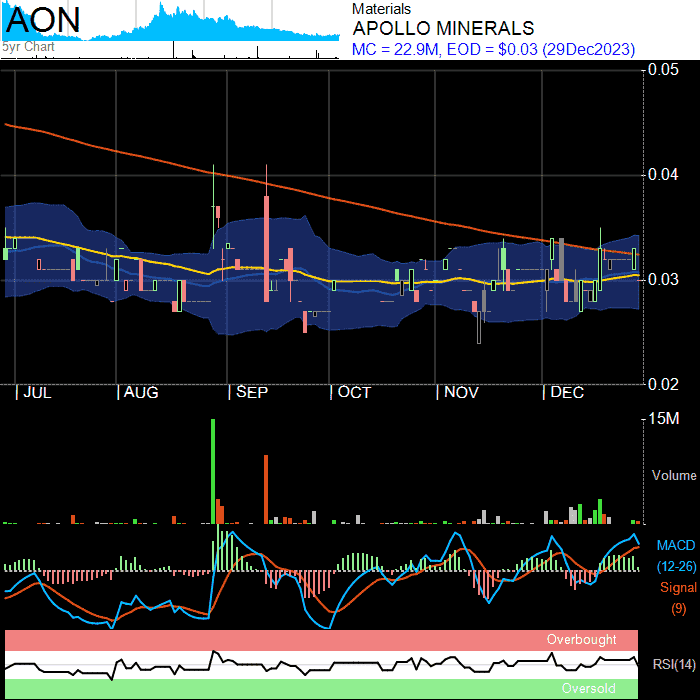 AON
5yr Chart
Materials
APOLLO MINERALS
MC = 22.9M, EOD = $0.03 (29Dec2023)
0.05
0.04
0.03
0.02
| JUL | AUG | SEP | OCT | NOV | DEC
15M
Volume
MACD
(12-26)
Signal
(9)
Overbought
RSI(14)
Oversold